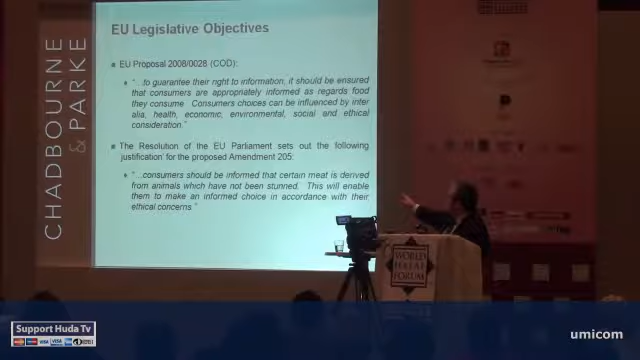 EU Legislative Objectives
CHADBOURNE
& PARKE
EU Proposal 2008/0028 (COD):
“…to guarantee their right to information, it should be ensured
that consumers are appropriately informed as regards food
they consume Consumers choices can be influenced by inter
alia, health, economic, environmental, social and ethical
consideration.”
The Resolution of the EU Parliament sets out the following
justification for the proposed Amendment 205:
“…consumers should be informed that certain meat is derived
from animals which have not been stunned. This will enable
them to make an informed choice in accordance with their
ethical concerns”
WORLD
FORUM
Support Huda Tv
VISA
VISA
umicom